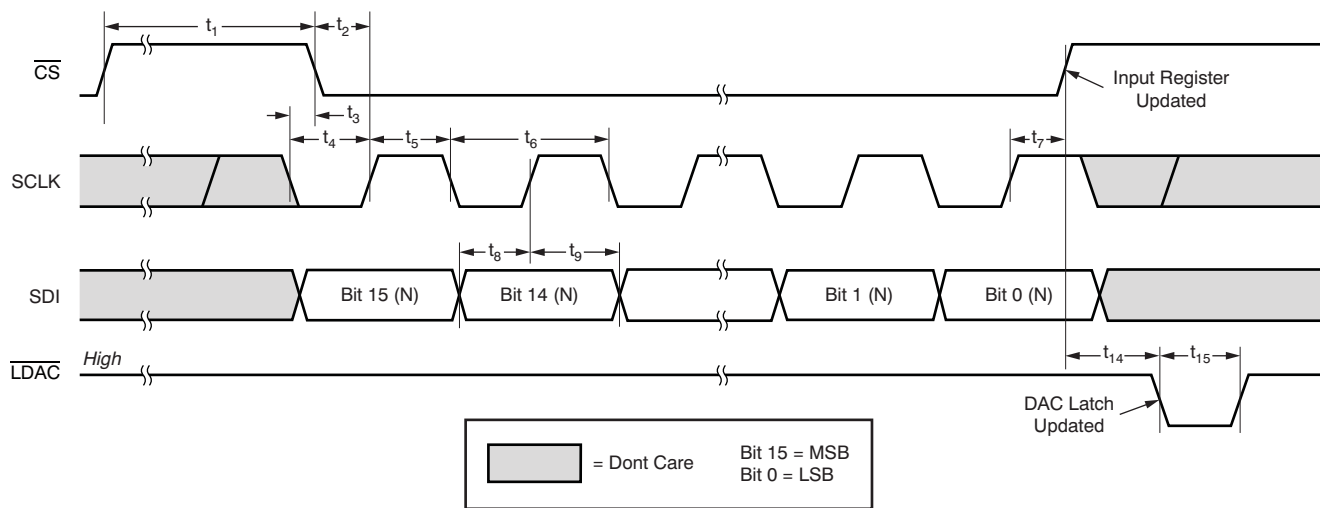 t1
t2
CS
Input Register
Updated
t3
t4
t5
t6
t7
SCLK
t8
t9
SDI
Bit 15 (N)
Bit 14 (N)
Bit 1 (N)
Bit 0 (N)
High
LDAC
t14
t15
DAC Latch
Updated
= Dont Care
Bit 15 = MSB
Bit 0 = LSB